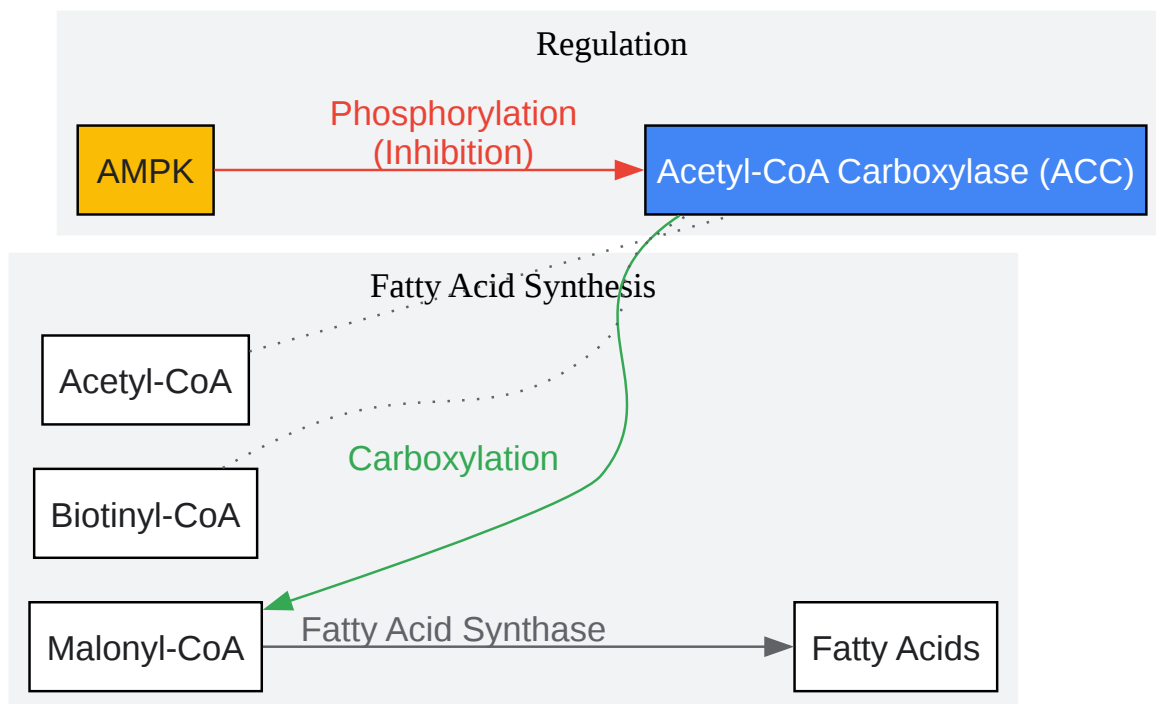 Regulation
Phosphorylation
(Inhibition)
AMPK
Acetyl-CoA Carboxylase (ACC)
Fatty Acid Synthesis
Acetyl-CoA
Carboxylation
Biotinyl-CoA
Fatty Acid Synthase
Malonyl-CoA
Fatty Acids